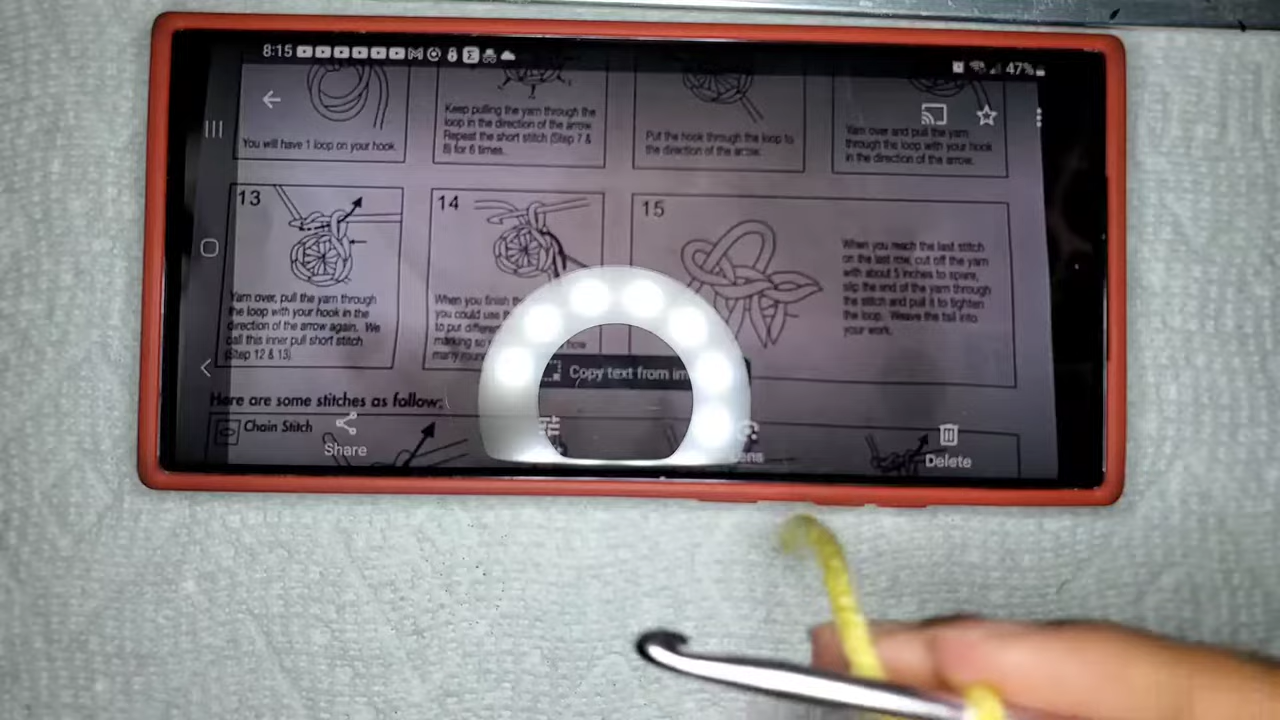 8:15
47%
You will have 1 loop on your hook.
Keep pulling the yarn through the
loop in the direction of the arrow.
Repeat the short stitch (Step 7 &
8) for 6 times.
Put the hook through the loop to
the direction of the arrow.
Yarn over and pull the yarn
through the loop with your hook
in the direction of the arrow.
13
Yarn over, pull the yarn through
the loop with your hook in the
direction of the arrow again. We
call this inner pull short stitch
(Step 12 & 13).
14
When you finish
you could use
to put
marking so
how
many
15
When you reach the last stitch
on the last row, cut off the yarn
with about 5 inches to spare,
slip the end of the yarn through
the stitch and pull it to tighten
the loop. Weave the tail into
your work.
Copy text from im
Here are some stitches as follow:
Chain Stitch
Share
ens
Delete